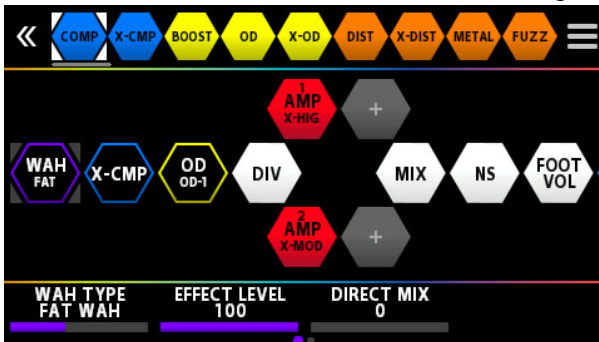 « COMP X-CMP BOOST OD X-OD DIST X-DIST METAL FUZZ
1
AMP
X-HIG
+
WAH
FAT
X-CMP
OD
OD-1
DIV
MIX
NS
FOOT
VOL
2
AMP
X-MOD
+
WAH TYPE
FAT WAH
EFFECT LEVEL
100
DIRECT MIX
0